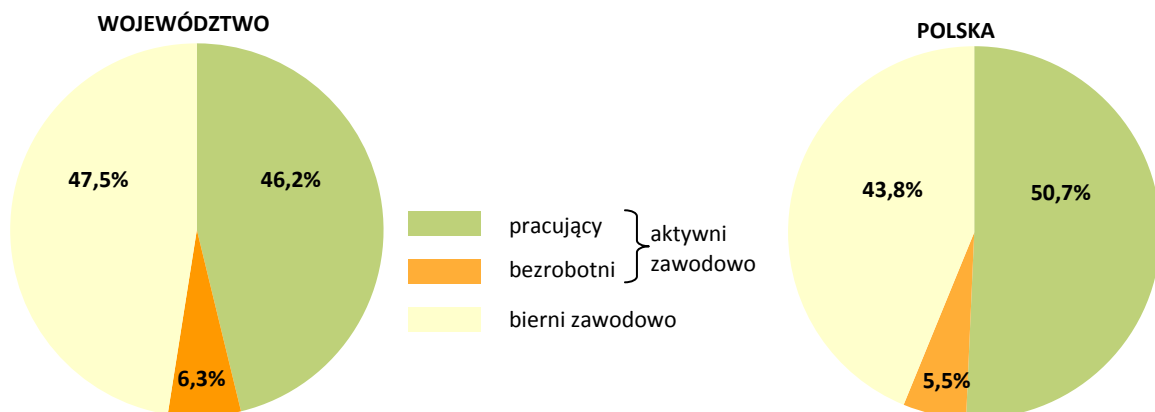 WOJEWÓDZTWO
47,5%
46,2%
6,3%
pracujący
bezrobotni
aktywni
zawodowo
bierni zawodowo
POLSKA
43,8%
50,7%
5,5%